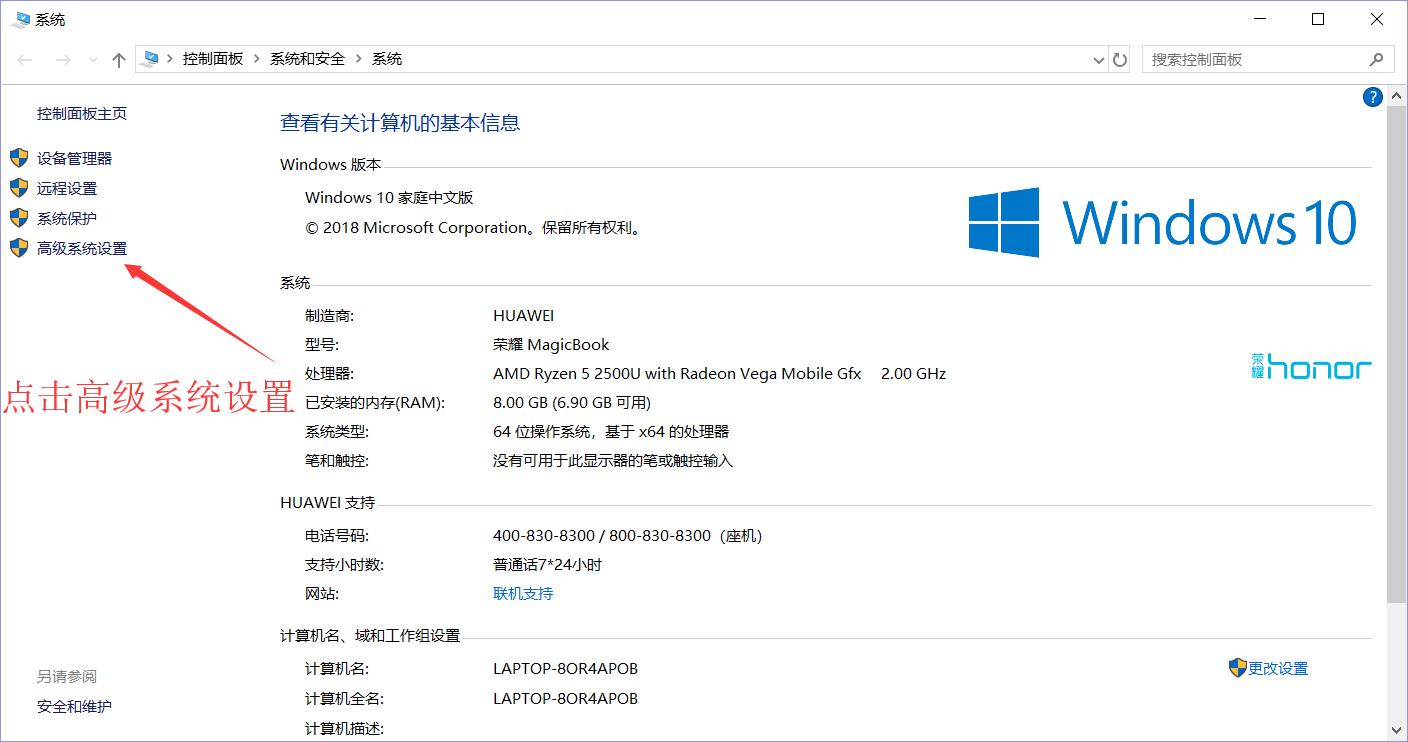 系统
控制面板 系统和安全 系统
搜索控制面板
控制面板主页
设备管理器
远程设置
系统保护
高级系统设置
点击高级系统设置
另请参阅
安全和维护
?
查看有关计算机的基本信息
Windows 版本
Windows 10 家庭中文版
© 2018 Microsoft Corporation。保留所有权利。
Windows 10
系统
制造商: HUAWEI
型号: 荣耀 MagicBook
处理器: AMD Ryzen 5 2500U with Radeon Vega Mobile Gfx 2.00 GHz
已安装的内存(RAM): 8.00 GB (6.90 GB 可用)
系统类型: 64 位操作系统，基于 x64 的处理器
笔和触控: 没有可用于此显示器的笔或触控输入
荣耀 honor
HUAWEI 支持
电话号码: 400-830-8300 / 800-830-8300（座机）
支持小时数: 普通话7*24小时
网站: 联机支持
计算机名、域和工作组设置
计算机名: LAPTOP-8OR4APOB
更改设置
计算机全名: LAPTOP-8OR4APOB
计算机描述: